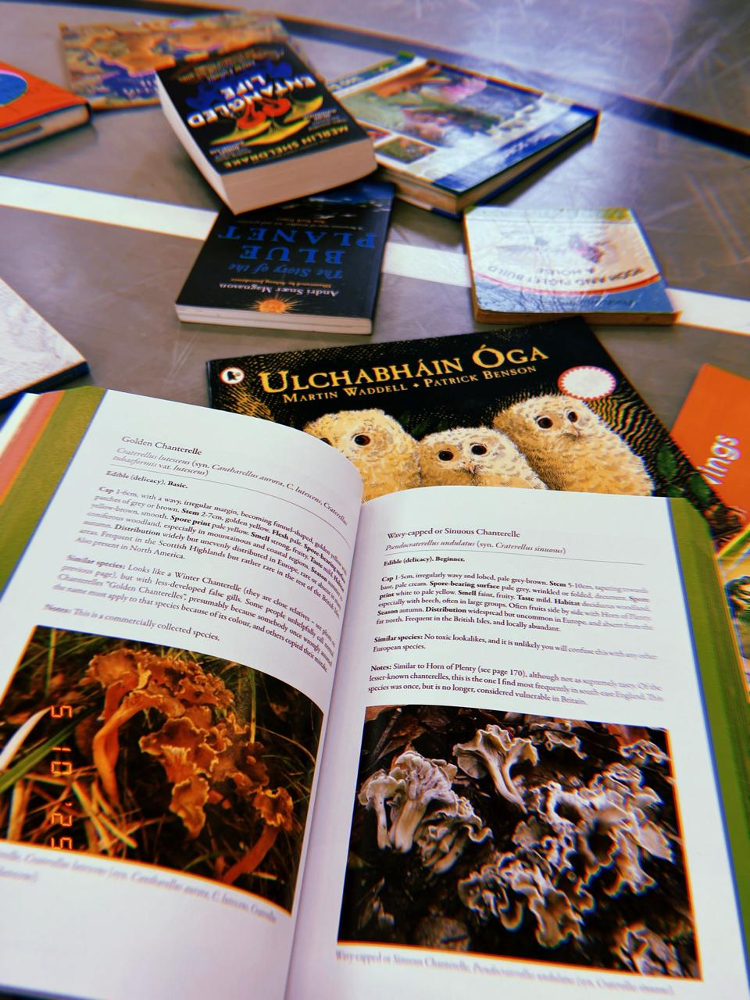 ENTANGLED
LIFE
MERLIN SHELDRAKE
PLANET
BLUE
The Story of the
Andri Snær Magnason
A HOUSE
ULCHABHÁIN ÓGA
MARTIN WADDELL • PATRICK BENSON
vings
Golden Chanterelle
Craterellus lutescens (syn. Cantharellus aurora, C. lutescens, Craterellus
tubaeformis var. lutescens)
Edible (delicacy). Basic.
Cap 1-6cm, with a wavy, irregular margin, becoming funnel-shaped, golden yellow
patches of grey or brown. Stem 2-7cm, golden yellow. Flesh pale. Spore-bearing surface
yellow-brown, smooth. Spore print pale yellow. Smell strong, fruity. Taste mild. Habitat
coniferous woodland, especially in mountainous and coastal regions. Season
autumn. Distribution widely but unevenly distributed in Europe, rare or absent in
areas. Frequent in the Scottish Highlands but rather rare in the rest of the British Isles.
Also present in North America.
Similar species: Looks like a Winter Chanterelle (they are close relatives – see
previous page), but with less-developed false gills. Some people unhelpfully call
Chanterelles "Golden Chanterelles", presumably because somebody once wrongly assumed
the name must apply to that species because of its colour, and others copied their mistake.
Notes: This is a commercially collected species.
5 10 '25
Craterellus lutescens (syn. Cantharellus aurora, C. lutescens,
Wavy-capped or Sinuous Chanterelle
Pseudocraterellus undulatus (syn. Craterellus sinuosus)
Edible (delicacy). Beginner.
Cap 1-5cm, irregularly wavy and lobed, pale grey-brown. Stem 5-10cm, tapering towards
base, pale cream. Spore-bearing surface pale grey, wrinkled or folded, decurrent. Spore
print white to pale yellow. Smell faint, fruity. Taste mild. Habitat deciduous woodland,
especially with beech, often in large groups. Often fruits side by side with Horn of Plenty.
Season autumn. Distribution widespread but uncommon in Europe, and absent from the
far north. Frequent in the British Isles, and locally abundant.
Similar species: No toxic lookalikes, and it is unlikely you will confuse this with any other
European species.
Notes: Similar to Horn of Plenty (see page 170), although not as supremely tasty. Of the
lesser-known chanterelles, this is the one I find most frequently in south-east England. This
species was once, but is no longer, considered vulnerable in Britain.
Wavy-capped or Sinuous Chanterelle, Pseudocraterellus undulatus (syn. Craterellus sinuosus)